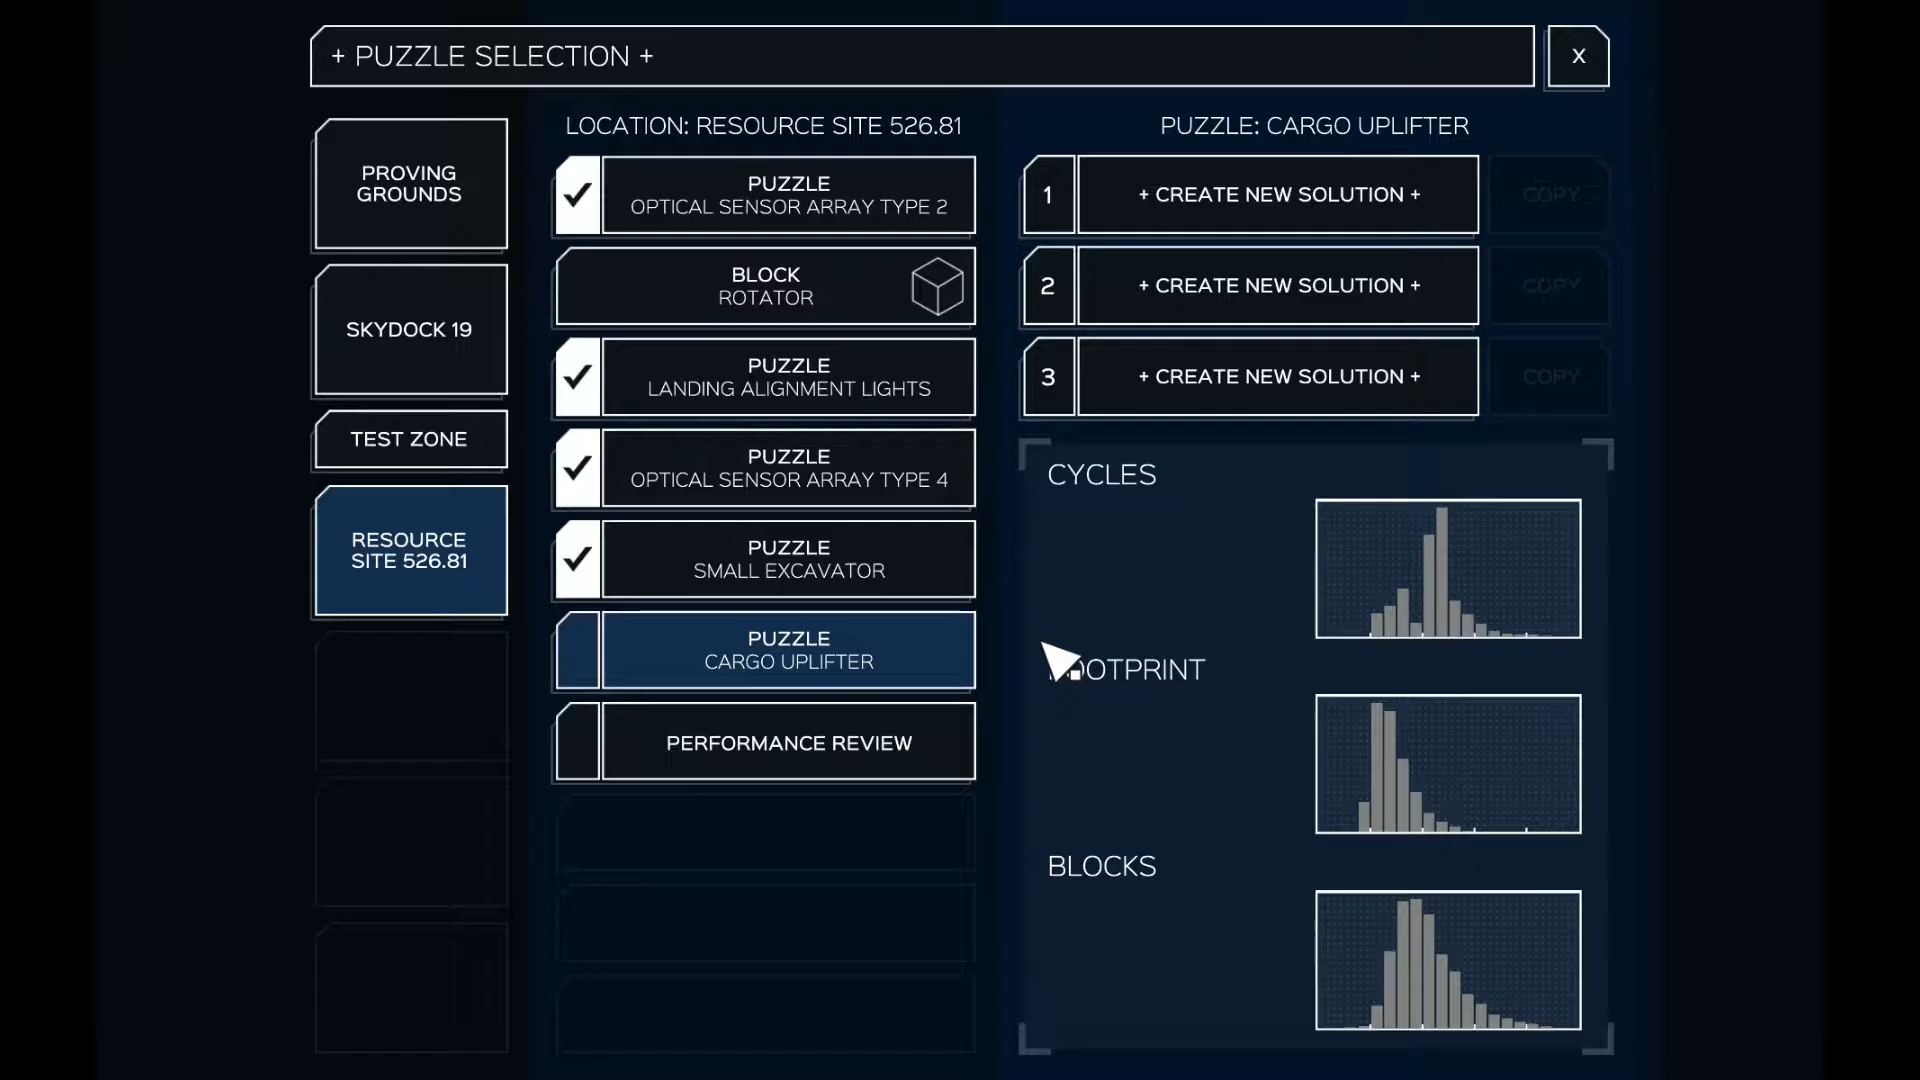 + PUZZLE SELECTION +
X
PROVING
GROUNDS
SKYDOCK 19
TEST ZONE
RESOURCE
SITE 526.81
LOCATION: RESOURCE SITE 526.81
PUZZLE
OPTICAL SENSOR ARRAY TYPE 2
BLOCK
ROTATOR
PUZZLE
LANDING ALIGNMENT LIGHTS
PUZZLE
OPTICAL SENSOR ARRAY TYPE 4
PUZZLE
SMALL EXCAVATOR
PUZZLE
CARGO UPLIFTER
PERFORMANCE REVIEW
PUZZLE: CARGO UPLIFTER
1 + CREATE NEW SOLUTION + COPY
2 + CREATE NEW SOLUTION + COPY
3 + CREATE NEW SOLUTION + COPY
CYCLES
OOTPRINT
BLOCKS